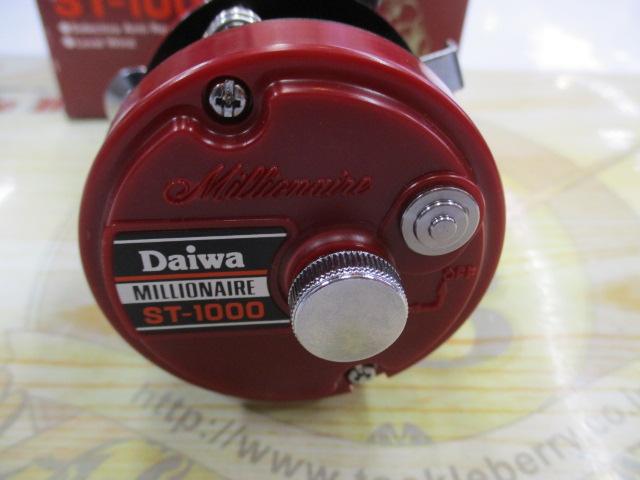 ST-1000
Millionaire
Daiwa
MILLIONAIRE
ST-1000
OFF
http://www.tackleberry.co.